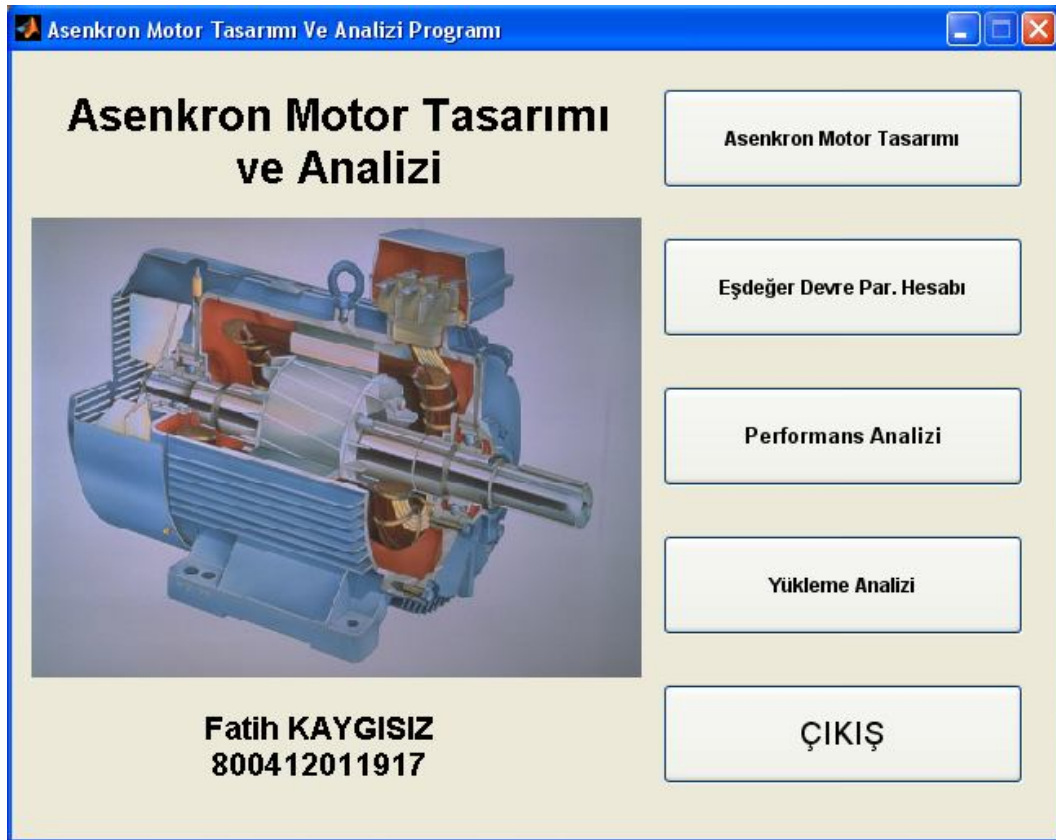 Asenkron Motor Tasarımı Ve Analizi Programı
Asenkron Motor Tasarımı
ve Analizi
Fatih KAYGISIZ
800412011917
Asenkron Motor Tasarımı
Eşdeğer Devre Par. Hesabı
Performans Analizi
Yükleme Analizi
ÇIKIŞ